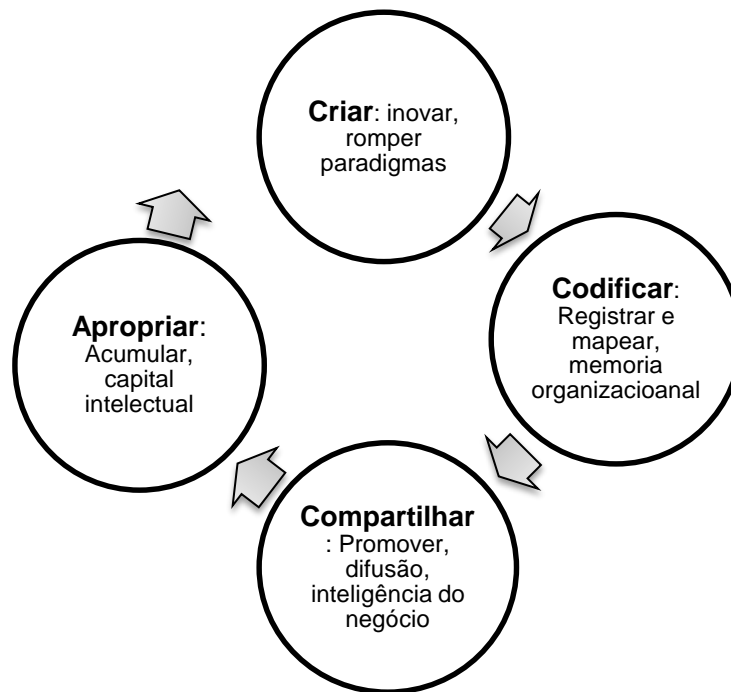 Criar: inovar,
romper
paradigmas
Codificar:
Registrar e
mapear,
memoria
organizacioanal
Compartilhar
: Promover,
difusão,
inteligência do
negócio
Apropriar:
Acumular,
capital
intelectual